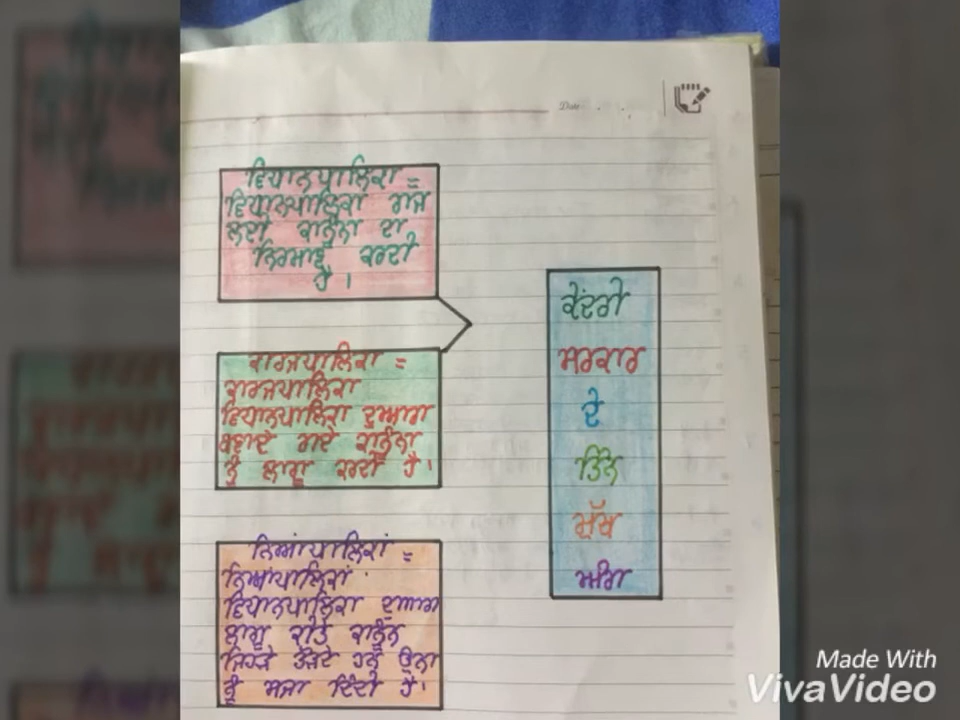 Date
ਵਿਧਾਨਪਾਲਿਕਾ =
ਵਿਧਾਨਪਾਲਿਕਾ ਰਾਜ
ਲਈ ਕਾਨੂੰਨ ਦਾ
ਨਿਰਮਾਣ ਕਰਦੀ
ਹੈ ।
ਕਾਰਜਪਾਲਿਕਾ =
ਕਾਰਜਪਾਲਿਕਾ
ਵਿਧਾਨਪਾਲਿਕਾ ਦੁਆਰਾ
ਬਣਾਏ ਗਏ ਕਾਨੂੰਨਾ
ਨੂੰ ਲਾਗੂ ਕਰਦੀ ਹੈ ।
ਨਿਆਂਪਾਲਿਕਾਂ =
ਨਿਆਂਪਾਲਿਕਾਂ
ਵਿਧਾਨਪਾਲਿਕਾ ਦੁਆਰਾ
ਲਾਗੂ ਕੀਤੇ ਕਾਨੂੰਨ
ਜਿਹੜੇ ਤੋੜਦੇ ਹਨ ਉਨਾ
ਨੂੰ ਸਜਾ ਦਿੰਦੀ ਹੈ ।
ਕੇਂਦਰੀ
ਸਰਕਾਰ
ਦੇ
ਤਿੰਨ
ਮੁੱਖ
ਅੰਗ
Made With
VivaVideo